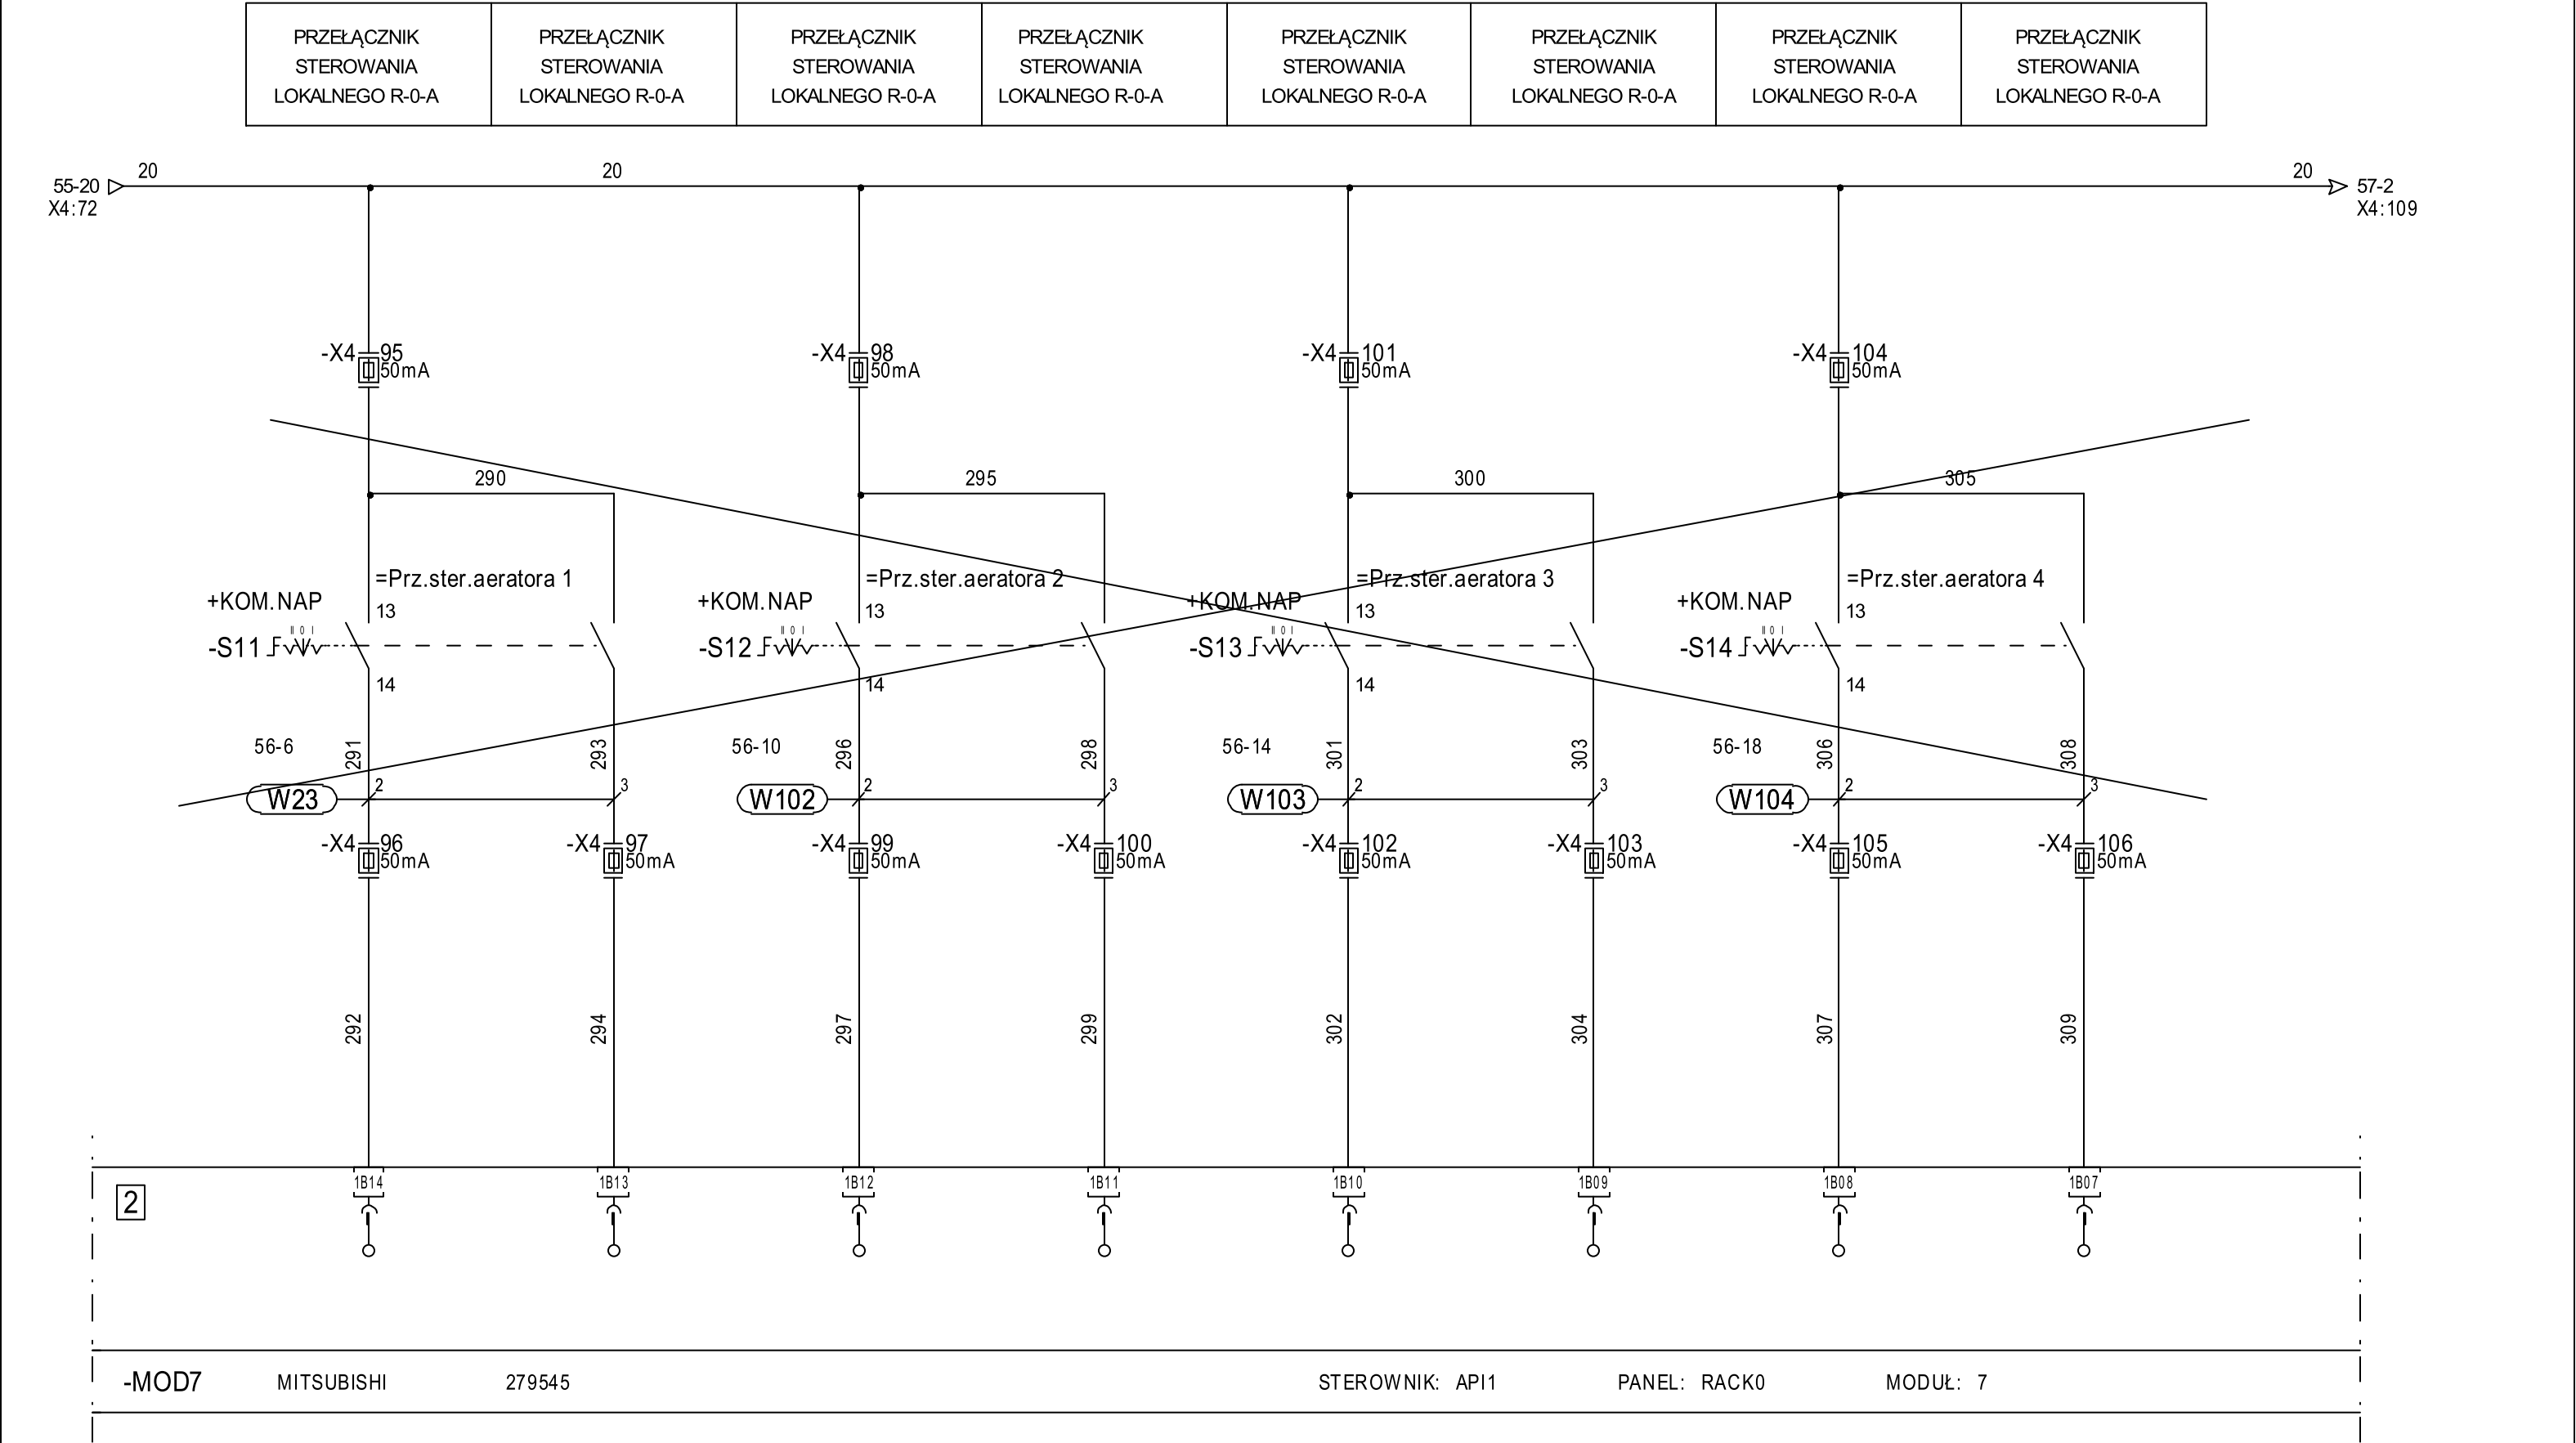 PRZEŁĄCZNIK STEROWANIA LOKALNEGO R-0-A
PRZEŁĄCZNIK STEROWANIA LOKALNEGO R-0-A
PRZEŁĄCZNIK STEROWANIA LOKALNEGO R-0-A
PRZEŁĄCZNIK STEROWANIA LOKALNEGO R-0-A
PRZEŁĄCZNIK STEROWANIA LOKALNEGO R-0-A
PRZEŁĄCZNIK STEROWANIA LOKALNEGO R-0-A
PRZEŁĄCZNIK STEROWANIA LOKALNEGO R-0-A
PRZEŁĄCZNIK STEROWANIA LOKALNEGO R-0-A
20 20 20
55-20 57-2
X4:72 X4:109
-X4 95 -X4 98 -X4 101 -X4 104
50mA 50mA 50mA 50mA
290 295 300 305
=Prz.ster.aeratora 1 =Prz.ster.aeratora 2 =Prz.ster.aeratora 3 =Prz.ster.aeratora 4
+KOM.NAP 13 +KOM.NAP 13 +KOM.NAP 13 +KOM.NAP 13
II 0 I II 0 I II 0 I II 0 I
-S11 -S12 -S13 -S14
14 14 14 14
56-6 291 293 56-10 296 298 56-14 301 303 56-18 306 308
W23 2 3 W102 2 3 W103 2 3 W104 2 3
-X4 96 -X4 97 -X4 99 -X4 100 -X4 102 -X4 103 -X4 105 -X4 106
50mA 50mA 50mA 50mA 50mA 50mA 50mA 50mA
292 294 297 299 302 304 307 309
1B14 1B13 1B12 1B11 1B10 1B09 1B08 1B07
2
-MOD7 MITSUBISHI 279545 STEROWNIK: API1 PANEL: RACK0 MODUŁ: 7